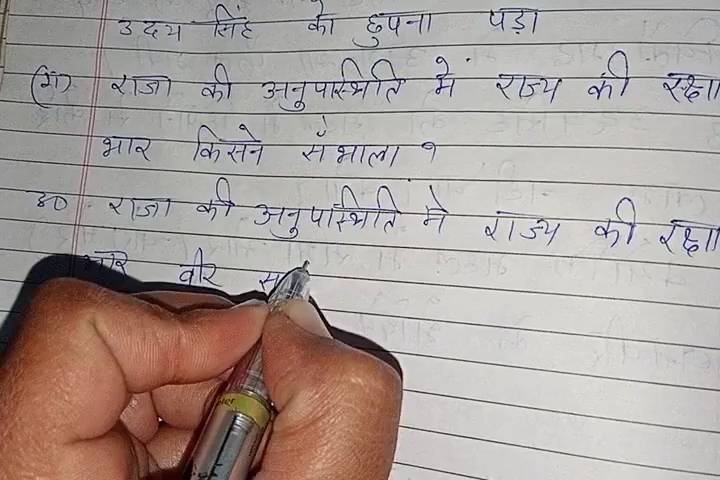 उदय सिंह को छुपना पड़ा
(ग) राजा की अनुपस्थिति में राज्य की रक्षा
भार किसने सँभाला ?
उ० राजा की अनुपस्थिति मे राज्य की रक्षा
भार वीर स